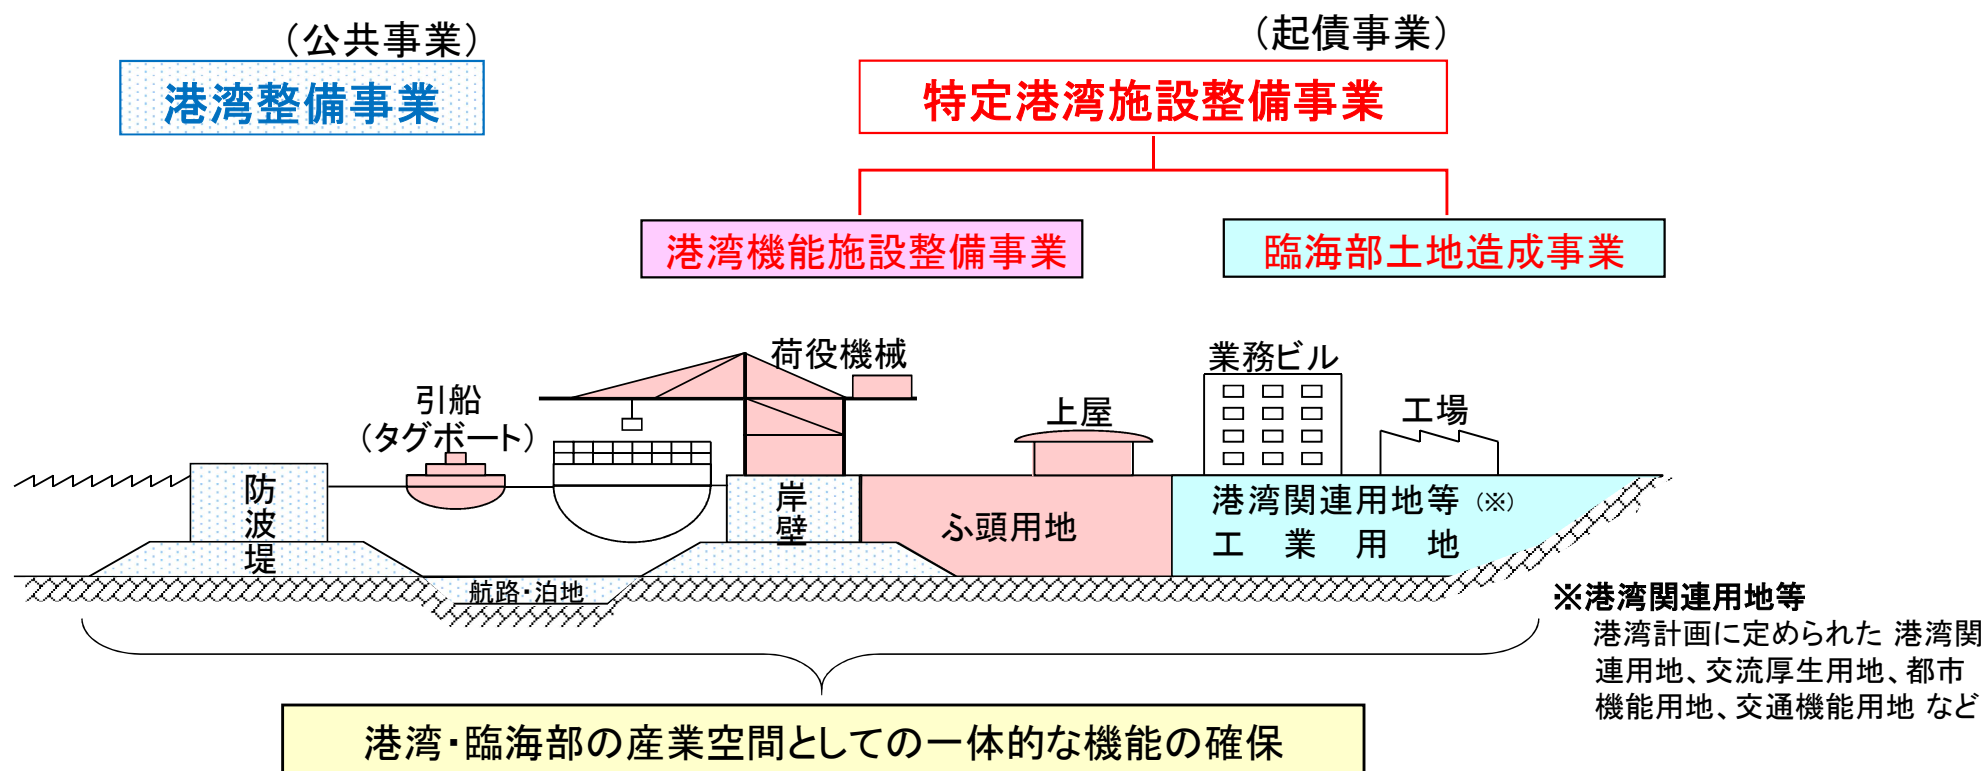 （公共事業）
港湾整備事業
（起債事業）
特定港湾施設整備事業
港湾機能施設整備事業
臨海部土地造成事業
荷役機械
引船
（タグボート）
上屋
業務ビル
工場
防波堤
岸壁
ふ頭用地
港湾関連用地等（※）
工業用地
航路・泊地
※港湾関連用地等
港湾計画に定められた 港湾関
連用地、交流厚生用地、都市
機能用地、交通機能用地 など
港湾・臨海部の産業空間としての一体的な機能の確保